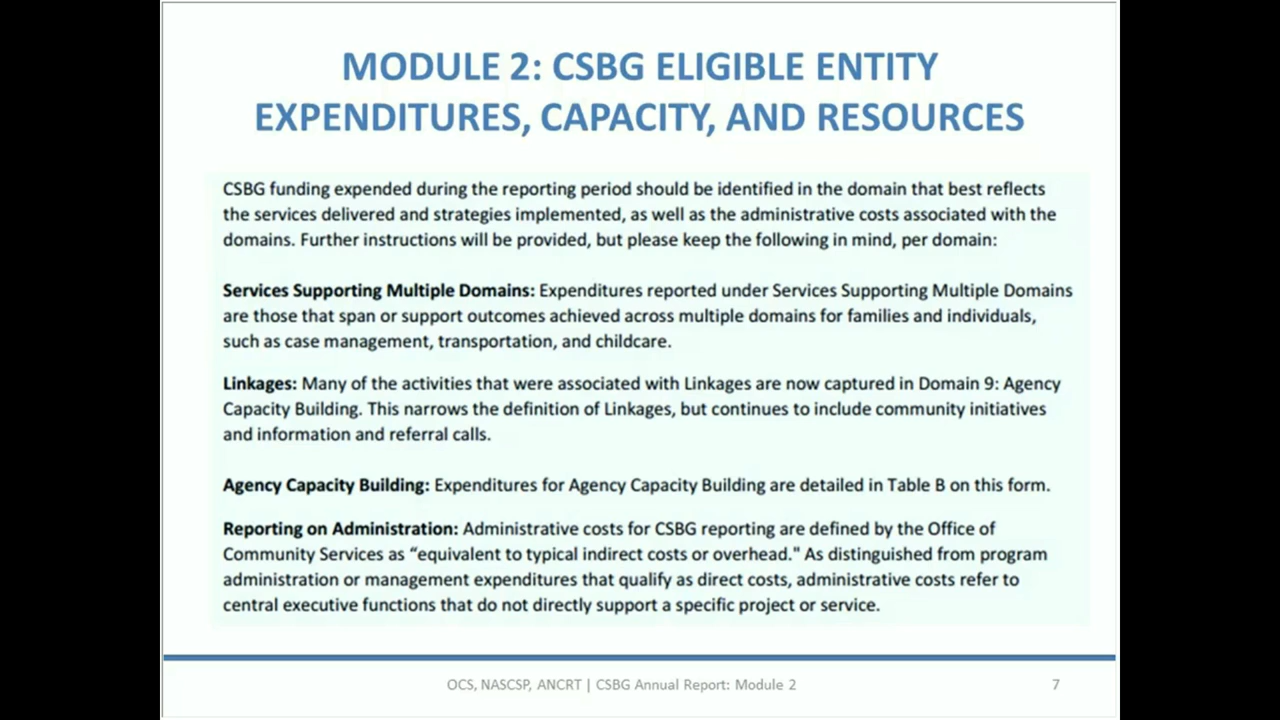 MODULE 2: CSBG ELIGIBLE ENTITY
EXPENDITURES, CAPACITY, AND RESOURCES
CSBG funding expended during the reporting period should be identified in the domain that best reflects
the services delivered and strategies implemented, as well as the administrative costs associated with the
domains. Further instructions will be provided, but please keep the following in mind, per domain:
Services Supporting Multiple Domains: Expenditures reported under Services Supporting Multiple Domains
are those that span or support outcomes achieved across multiple domains for families and individuals,
such as case management, transportation, and childcare.
Linkages: Many of the activities that were associated with Linkages are now captured in Domain 9: Agency
Capacity Building. This narrows the definition of Linkages, but continues to include community initiatives
and information and referral calls.
Agency Capacity Building: Expenditures for Agency Capacity Building are detailed in Table B on this form.
Reporting on Administration: Administrative costs for CSBG reporting are defined by the Office of
Community Services as “equivalent to typical indirect costs or overhead." As distinguished from program
administration or management expenditures that qualify as direct costs, administrative costs refer to
central executive functions that do not directly support a specific project or service.
OCS, NASCSP, ANCRT | CSBG Annual Report: Module 2
7